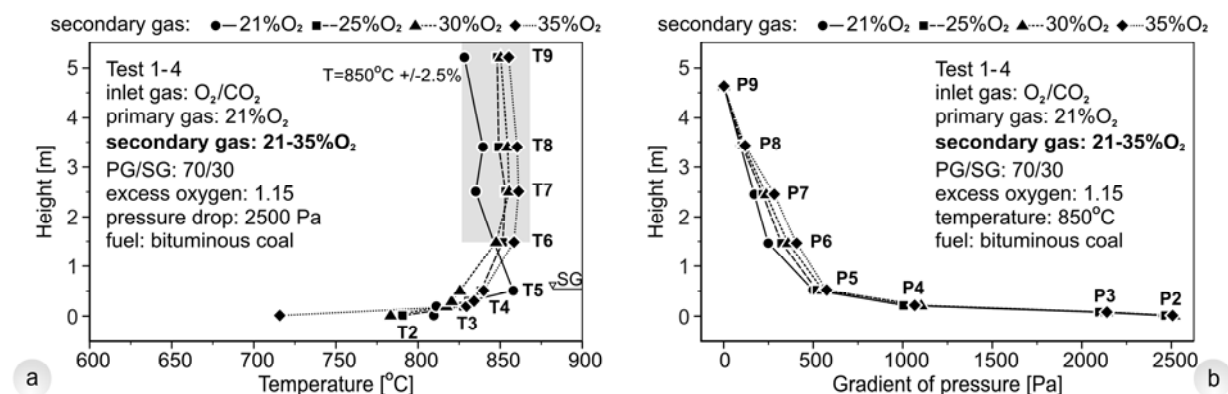 secondary gas: 21%O₂ 25%O₂ 30%O₂ 35%O₂
5
4
3
2
1
0
Height [m]
Test 1-4
inlet gas: O₂/CO₂
primary gas: 21%O₂
secondary gas: 21-35%O₂
PG/SG: 70/30
excess oxygen: 1.15
pressure drop: 2500 Pa
fuel: bituminous coal
T=850°C +/-2.5%
T9
T8
T7
T6
T5
SG
T4
T3
T2
600 650 700 750 800 850 900
Temperature [°C]
a
secondary gas: 21%O₂ 25%O₂ 30%O₂ 35%O₂
5
4
3
2
1
0
Height [m]
Test 1-4
inlet gas: O₂/CO₂
primary gas: 21%O₂
secondary gas: 21-35%O₂
PG/SG: 70/30
excess oxygen: 1.15
temperature: 850°C
fuel: bituminous coal
P9
P8
P7
P6
P5
P4
P3
P2
0 500 1000 1500 2000 2500
Gradient of pressure [Pa]
b